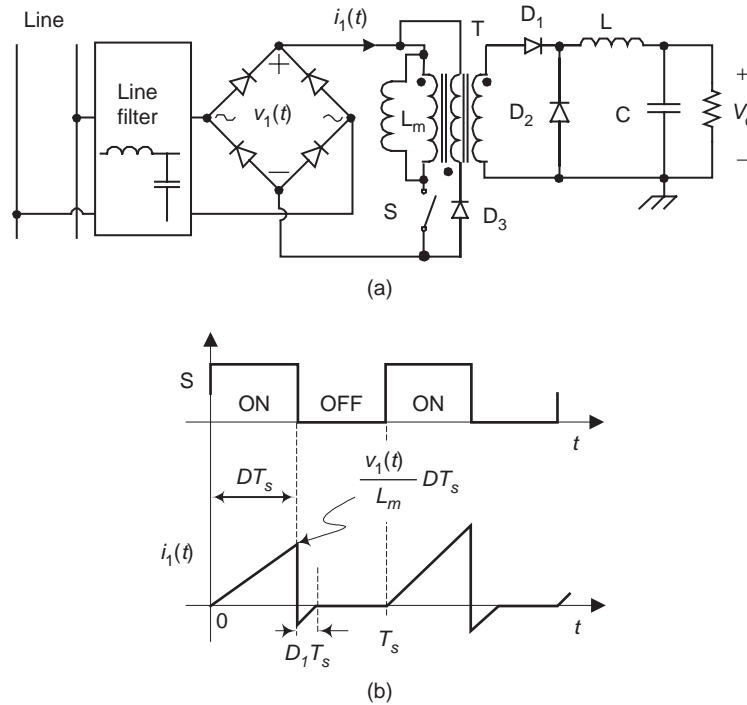 Line
i₁(t)
T
D₁
L
Line filter
+
v₁(t)
~
~
−
Lₘ
D₂
C
+
−
S
D₃
(a)
S
ON
OFF
ON
t
DTₛ
v₁(t)
Lₘ
DTₛ
i₁(t)
0
D₁Tₛ
Tₛ
t
(b)